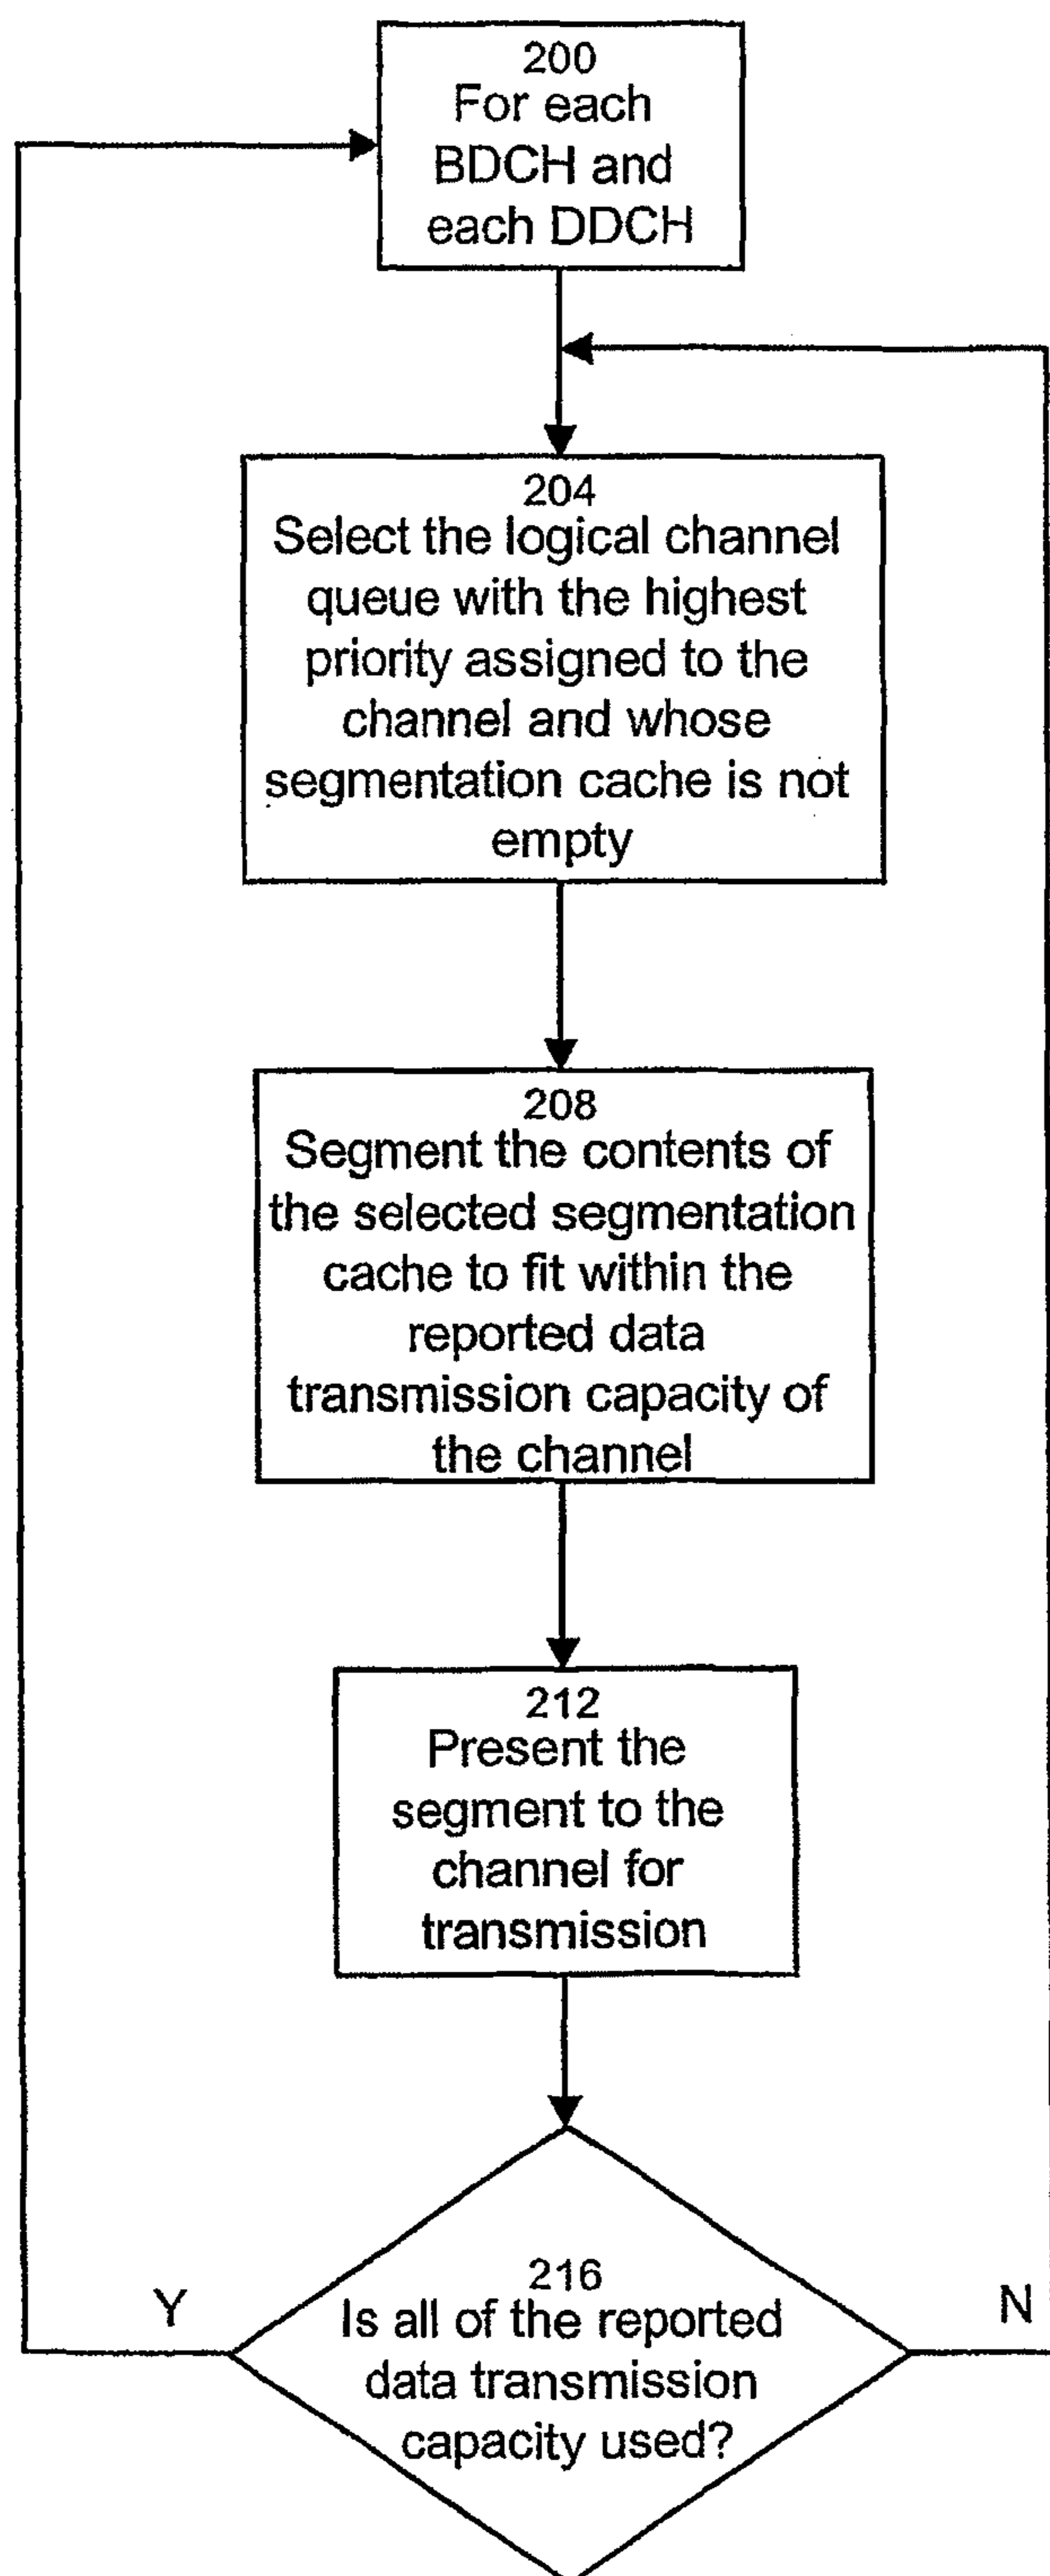 200
For each
BDCH and
each DDCH
204
Select the logical channel
queue with the highest
priority assigned to the
channel and whose
segmentation cache is not
empty
208
Segment the contents of
the selected segmentation
cache to fit within the
reported data
transmission capacity of
the channel
212
Present the
segment to the
channel for
transmission
216
Is all of the reported
data transmission
capacity used?
Y
N